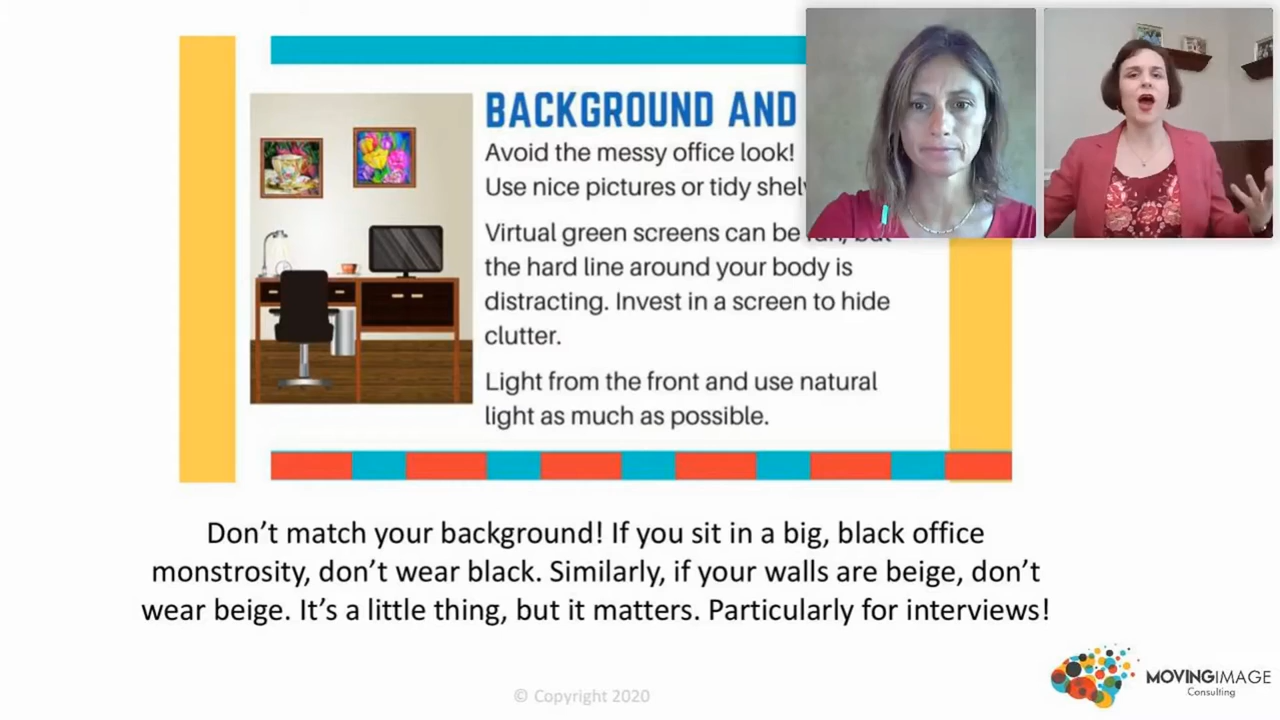 BACKGROUND AND
Avoid the messy office look!
Use nice pictures or tidy
Virtual green screens can be
the hard line around your body is
distracting. Invest in a screen to hide
clutter.
Light from the front and use natural
light as much as possible.
Don’t match your background! If you sit in a big, black office
monstrosity, don’t wear black. Similarly, if your walls are beige, don’t
wear beige. It’s a little thing, but it matters. Particularly for interviews!
© Copyright 2020
MOVINGIMAGE
Consulting